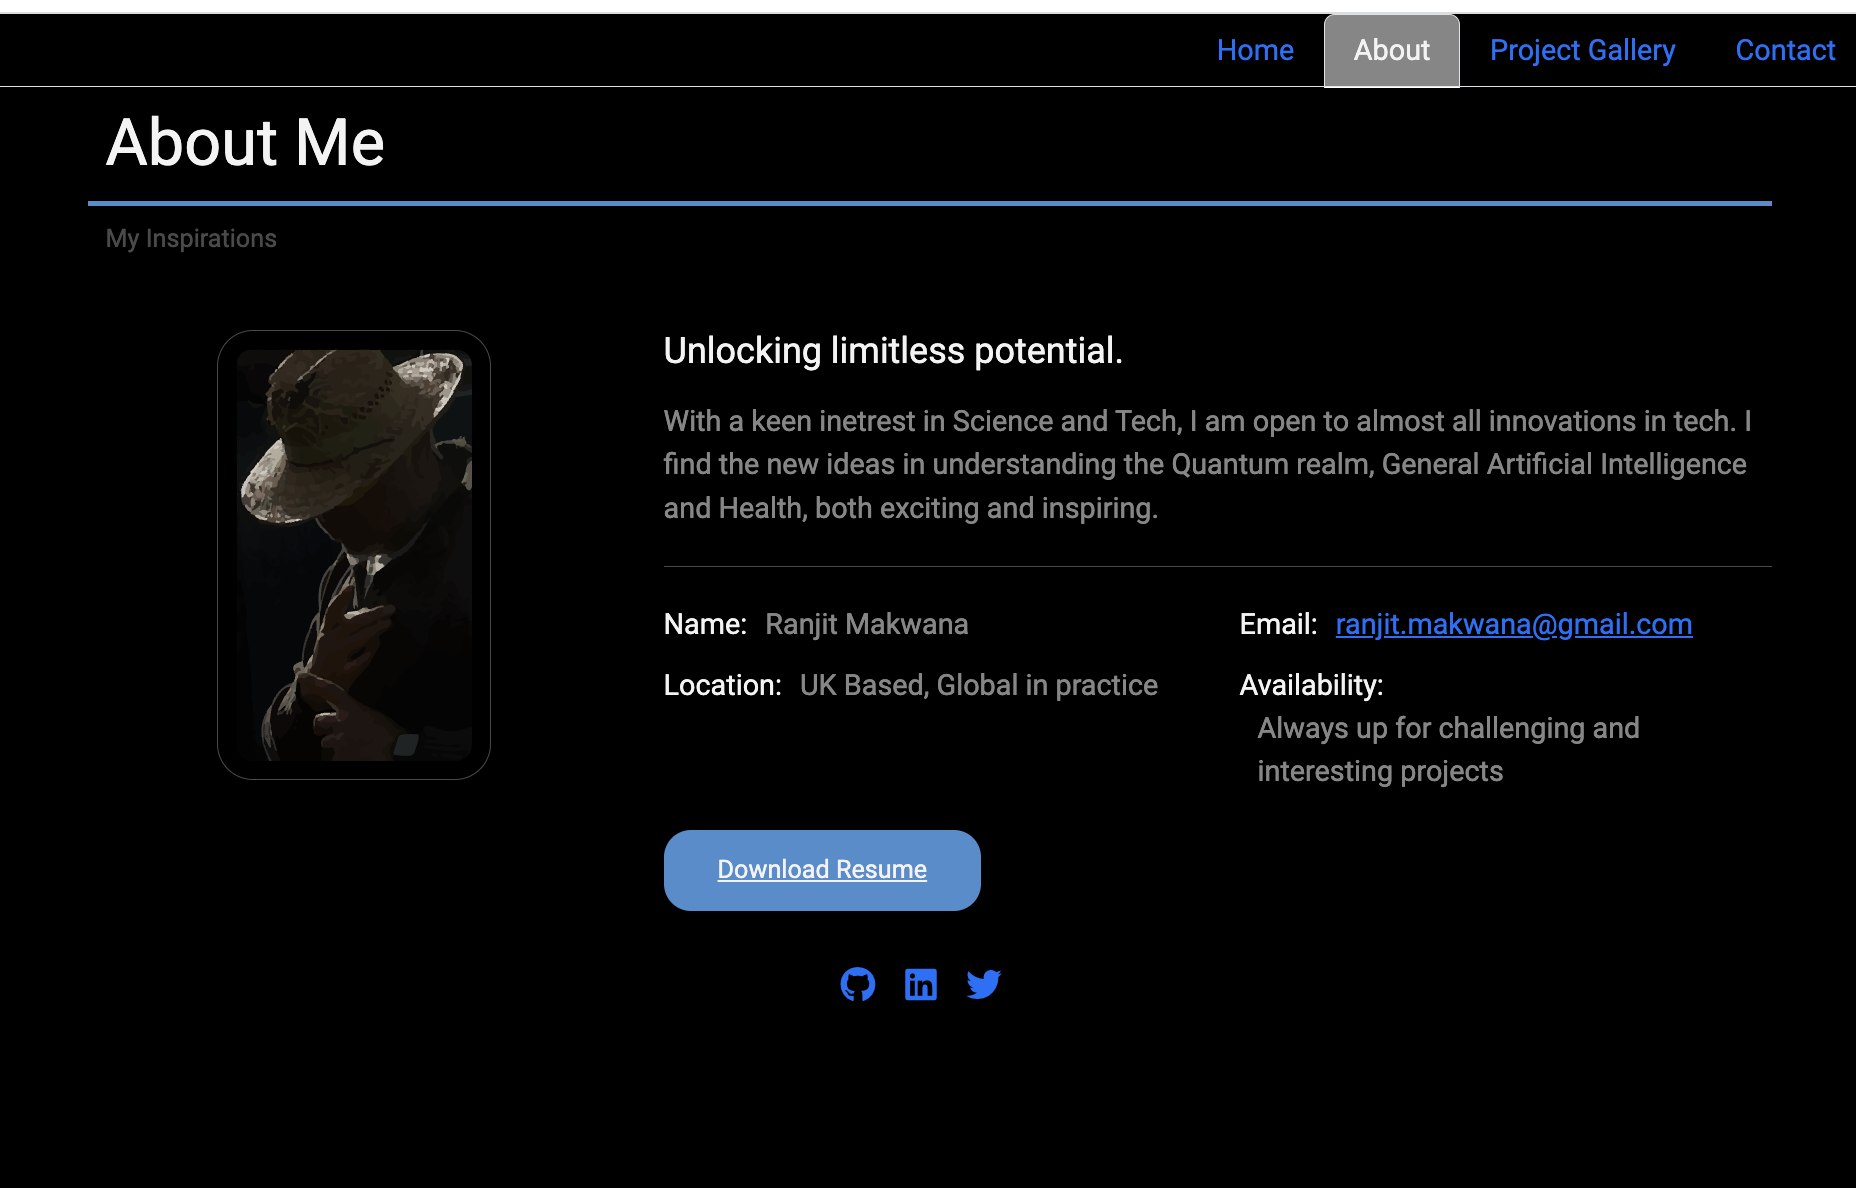 Home About Project Gallery Contact
About Me
My Inspirations
Unlocking limitless potential.
With a keen inetrest in Science and Tech, I am open to almost all innovations in tech. I
find the new ideas in understanding the Quantum realm, General Artificial Intelligence
and Health, both exciting and inspiring.
Name: Ranjit Makwana
Email: ranjit.makwana@gmail.com
Location: UK Based, Global in practice
Availability:
Always up for challenging and
interesting projects
Download Resume
in